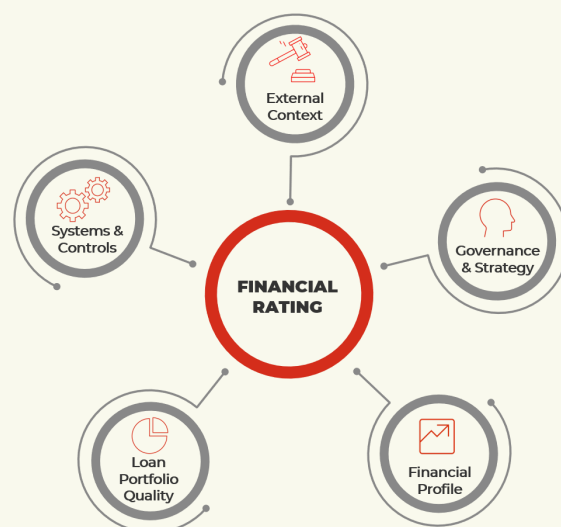 External
Context
Systems &
Controls
Governance
& Strategy
FINANCIAL
RATING
Loan
Portfolio
Quality
Financial
Profile